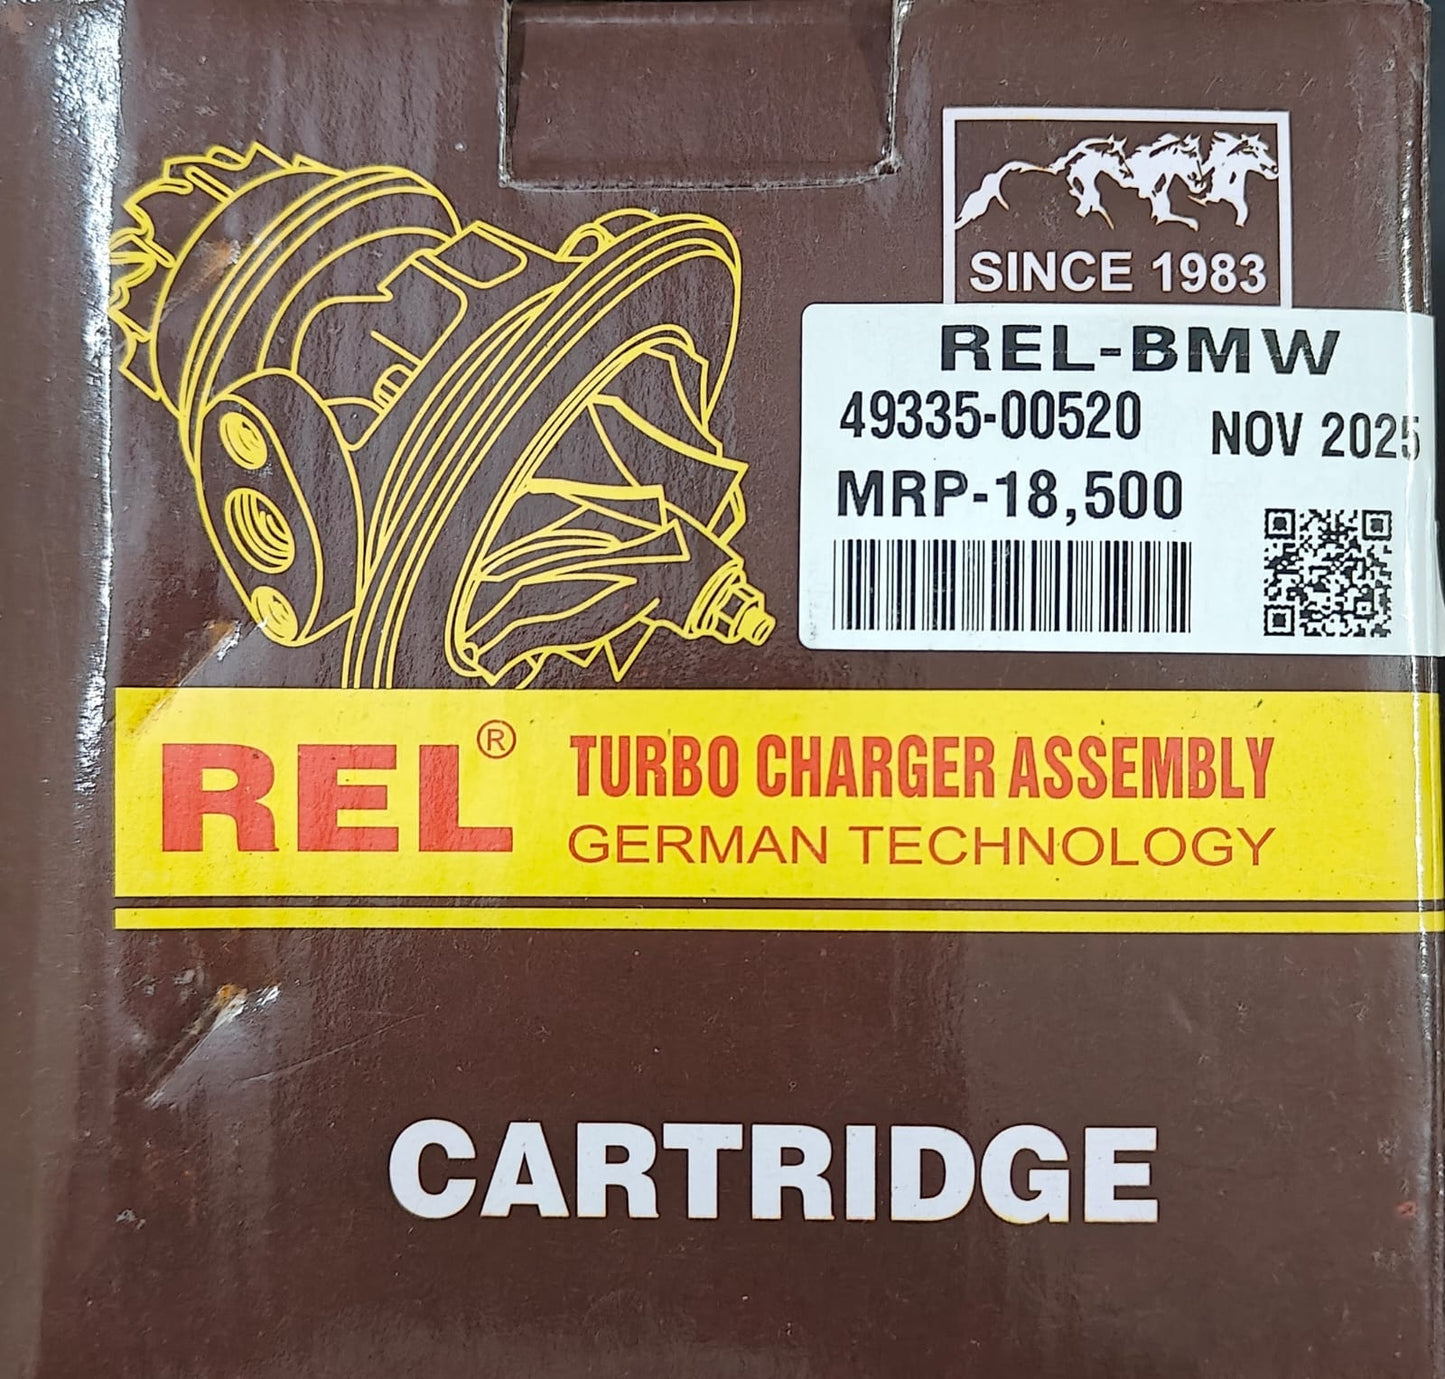 SINCE 1983
REL-BMW
49335-00520
NOV 2025
MRP-18,500
REL®
TURBO CHARGER ASSEMBLY
GERMAN TECHNOLOGY
CARTRIDGE